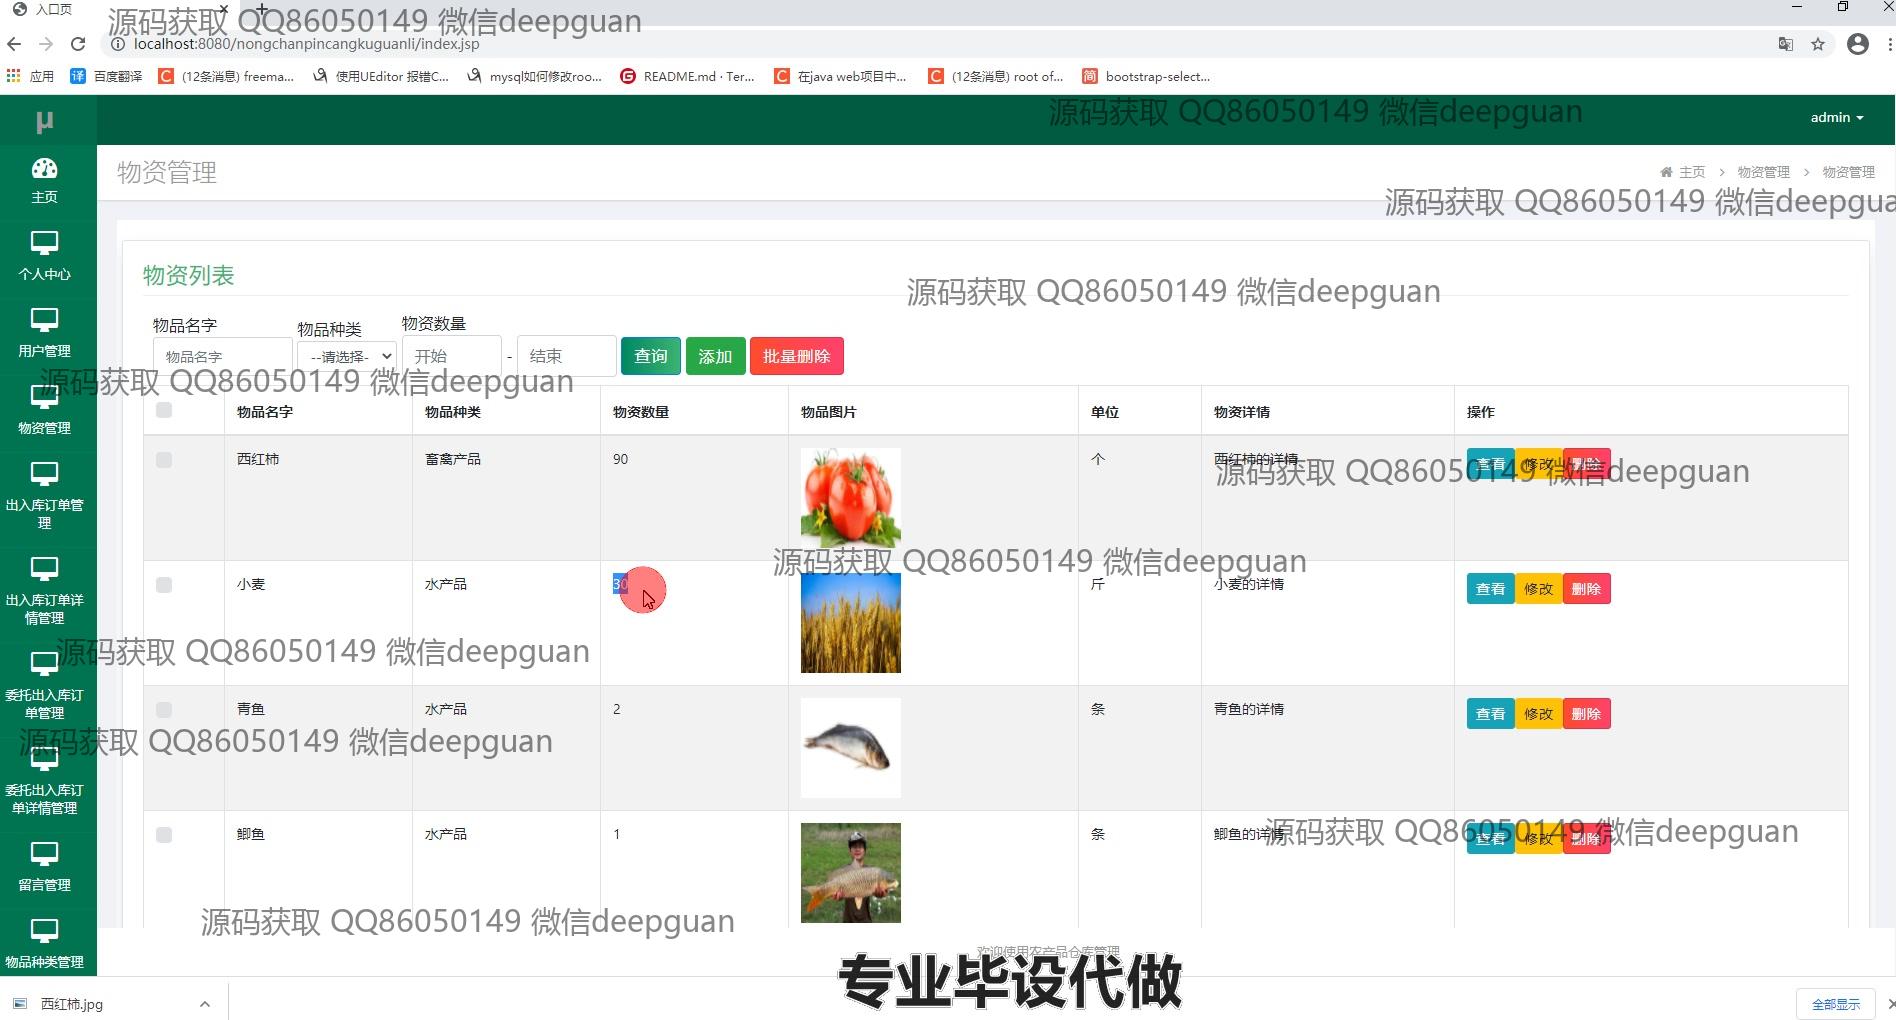 入口页
源码获取 QQ86050149 微信deepguan
localhost:8080/nongchanpincangkuguanli/index.jsp
应用
译 百度翻译
C (12条消息) freema...
使用UEditor 报错C...
mysql如何修改roo...
G README.md · Ter...
C 在java web项目中...
C (12条消息) root of...
简 bootstrap-select...
μ
源码获取 QQ86050149 微信deepguan
admin
主页
个人中心
用户管理
物资管理
出入库订单管
理
出入库订单详
情管理
委托出入库订
单管理
委托出入库订
单详情管理
留言管理
物品种类管理
物资管理
主页 > 物资管理 > 物资管理
源码获取 QQ86050149 微信deepgua
物资列表
源码获取 QQ86050149 微信deepguan
物品名字 物品种类 物资数量
物品名字 --请选择- 开始 - 结束 查询 添加 批量删除
源码获取 QQ86050149 微信deepguan
物品名字 物品种类 物资数量 物品图片 单位 物资详情 操作
西红柿 畜禽产品 90 个 西红柿的详情 查看 修改 删除
源码获取 QQ86050149 微信deepguan
源码获取 QQ86050149 微信deepguan
小麦 水产品 30 斤 小麦的详情 查看 修改 删除
源码获取 QQ86050149 微信deepguan
青鱼 水产品 2 条 青鱼的详情 查看 修改 删除
源码获取 QQ86050149 微信deepguan
鲫鱼 水产品 1 条 鲫鱼的详情 查看 修改 删除
源码获取 QQ86050149 微信deepguan
源码获取 QQ86050149 微信deepguan
欢迎使用农产品仓库管理
专业毕设代做
西红柿.jpg
全部显示